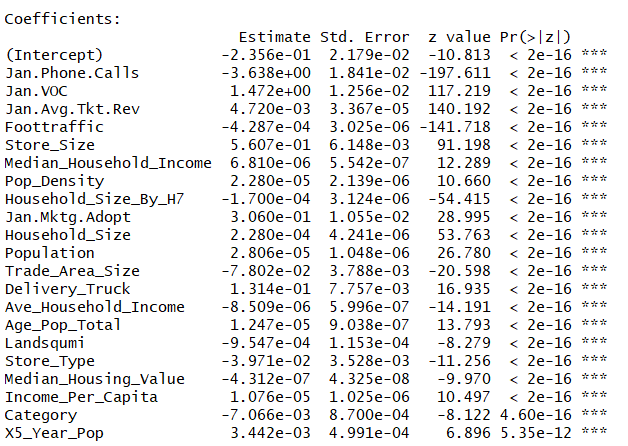 Coefficients:
Estimate Std. Error z value Pr(>|z|)
(Intercept) -2.356e-01 2.179e-02 -10.813 < 2e-16 ***
Jan.Phone.Calls -3.638e+00 1.841e-02 -197.611 < 2e-16 ***
Jan.VOC 1.472e+00 1.256e-02 117.219 < 2e-16 ***
Jan.Avg.Tkt.Rev 4.720e-03 3.367e-05 140.192 < 2e-16 ***
Foottraffic -4.287e-04 3.025e-06 -141.718 < 2e-16 ***
Store_Size 5.607e-01 6.148e-03 91.198 < 2e-16 ***
Median_Household_Income 6.810e-06 5.542e-07 12.289 < 2e-16 ***
Pop_Density 2.280e-05 2.139e-06 10.660 < 2e-16 ***
Household_Size_By_H7 -1.700e-04 3.124e-06 -54.415 < 2e-16 ***
Jan.Mktg.Adopt 3.060e-01 1.055e-02 28.995 < 2e-16 ***
Household_Size 2.280e-04 4.241e-06 53.763 < 2e-16 ***
Population 2.806e-05 1.048e-06 26.780 < 2e-16 ***
Trade_Area_Size -7.802e-02 3.788e-03 -20.598 < 2e-16 ***
Delivery_Truck 1.314e-01 7.757e-03 16.935 < 2e-16 ***
Ave_Household_Income -8.509e-06 5.996e-07 -14.191 < 2e-16 ***
Age_Pop_Total 1.247e-05 9.038e-07 13.793 < 2e-16 ***
Landsqumi -9.547e-04 1.153e-04 -8.279 < 2e-16 ***
Store_Type -3.971e-02 3.528e-03 -11.256 < 2e-16 ***
Median_Housing_Value -4.312e-07 4.325e-08 -9.970 < 2e-16 ***
Income_Per_Capita 1.076e-05 1.025e-06 10.497 < 2e-16 ***
Category -7.066e-03 8.700e-04 -8.122 4.60e-16 ***
X5_Year_Pop 3.442e-03 4.991e-04 6.896 5.35e-12 ***